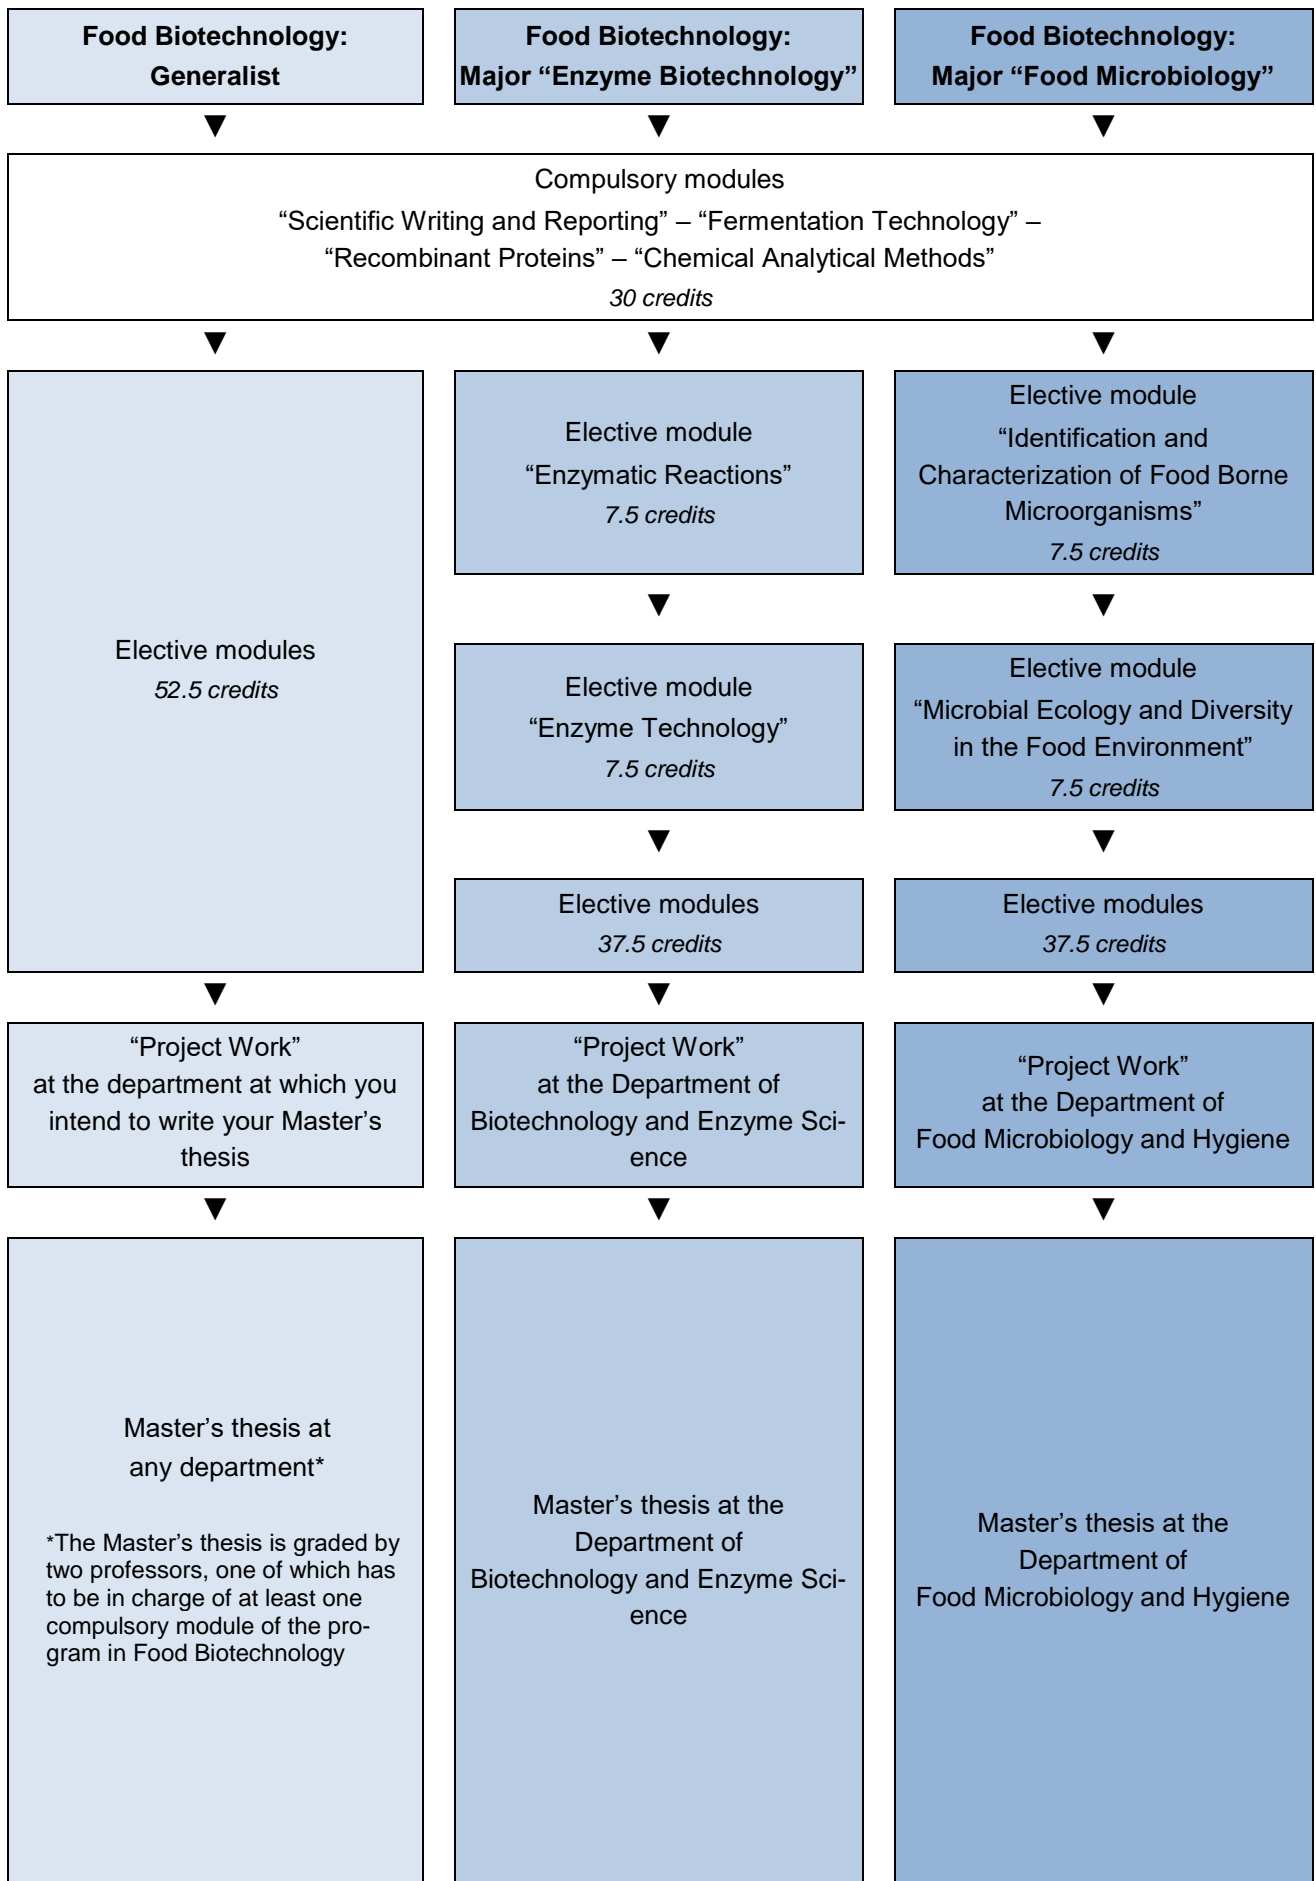 Food Biotechnology:
Generalist
Food Biotechnology:
Major “Enzyme Biotechnology”
Food Biotechnology:
Major “Food Microbiology”
▼
▼
▼
Compulsory modules
“Scientific Writing and Reporting” – “Fermentation Technology” –
“Recombinant Proteins” – “Chemical Analytical Methods”
30 credits
▼
▼
▼
Elective modules
52.5 credits
Elective module
“Enzymatic Reactions”
7.5 credits
Elective module
“Identification and
Characterization of Food Borne
Microorganisms”
7.5 credits
▼
▼
Elective module
“Enzyme Technology”
7.5 credits
Elective module
“Microbial Ecology and Diversity
in the Food Environment”
7.5 credits
▼
▼
Elective modules
37.5 credits
Elective modules
37.5 credits
▼
▼
▼
“Project Work”
at the department at which you
intend to write your Master’s
thesis
“Project Work”
at the Department of
Biotechnology and Enzyme Sci-
ence
“Project Work”
at the Department of
Food Microbiology and Hygiene
▼
▼
▼
Master’s thesis at
any department*
*The Master’s thesis is graded by
two professors, one of which has
to be in charge of at least one
compulsory module of the pro-
gram in Food Biotechnology
Master’s thesis at the
Department of
Biotechnology and Enzyme Sci-
ence
Master’s thesis at the
Department of
Food Microbiology and Hygiene